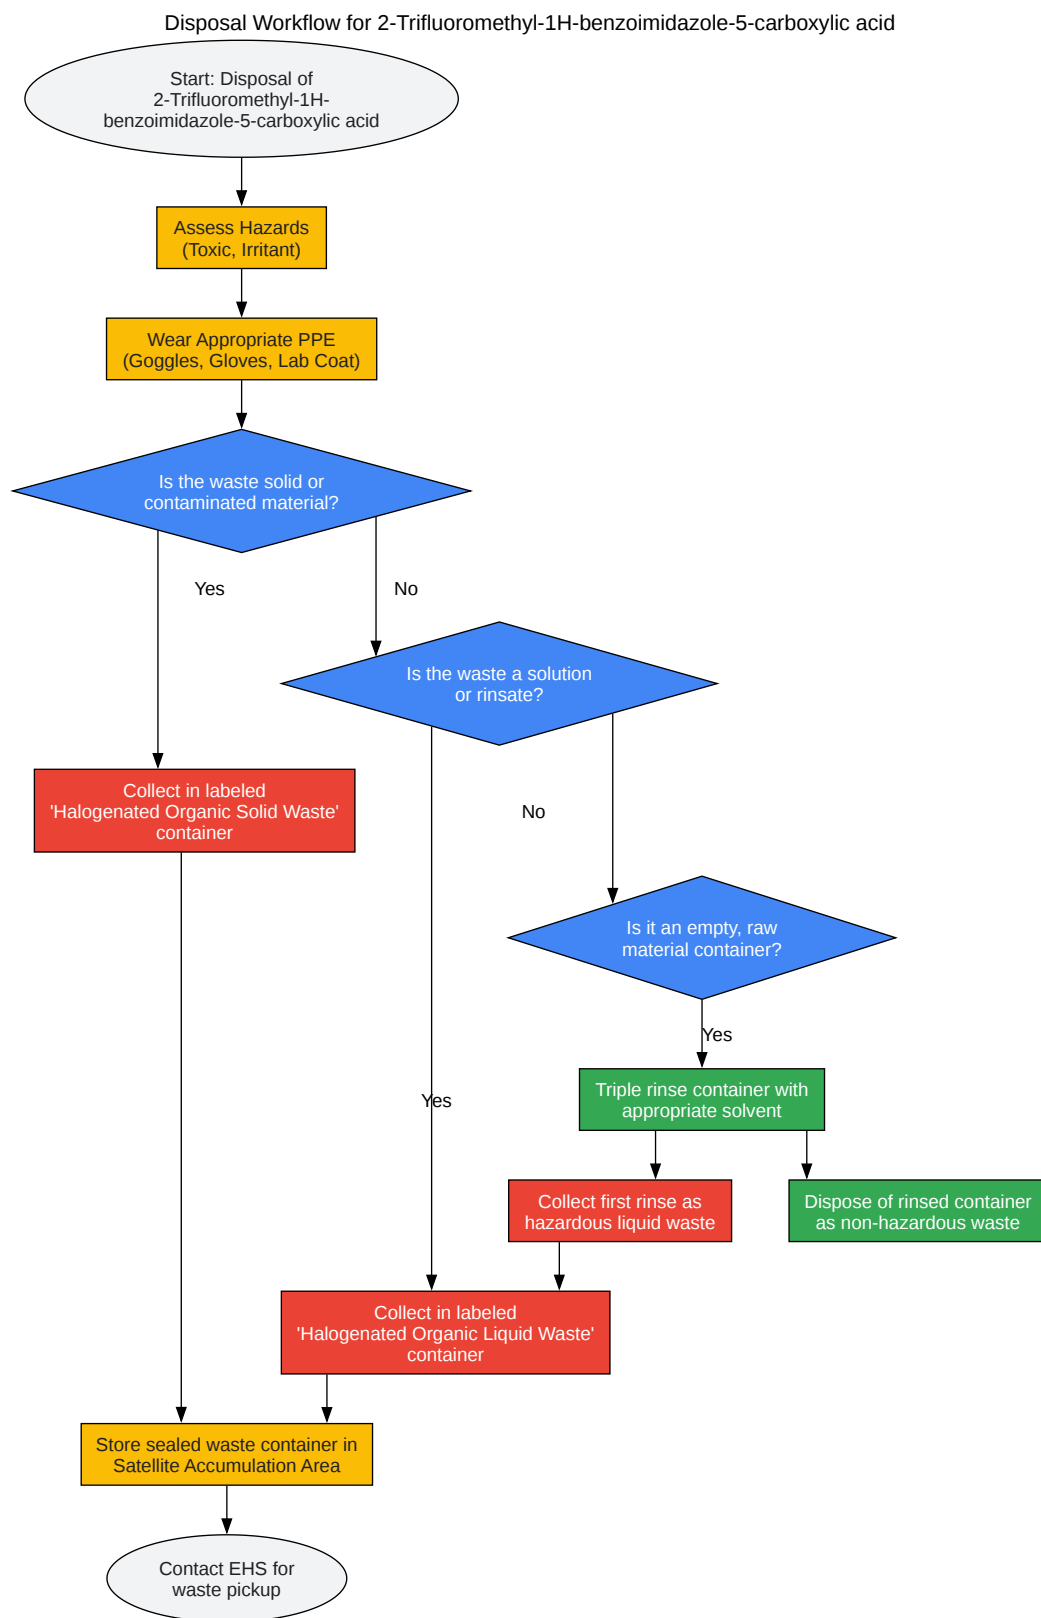 Disposal Workflow for 2-Trifluoromethyl-1H-benzoimidazole-5-carboxylic acid
Start: Disposal of
2-Trifluoromethyl-1H-
benzoimidazole-5-carboxylic acid
Assess Hazards
(Toxic, Irritant)
Wear Appropriate PPE
(Goggles, Gloves, Lab Coat)
Is the waste solid or
contaminated material?
Yes
No
Is the waste a solution
or rinsate?
Collect in labeled
'Halogenated Organic Solid Waste'
container
No
Is it an empty, raw
material container?
Yes
Triple rinse container with
appropriate solvent
Yes
Collect first rinse as
hazardous liquid waste
Dispose of rinsed container
as non-hazardous waste
Collect in labeled
'Halogenated Organic Liquid Waste'
container
Store sealed waste container in
Satellite Accumulation Area
Contact EHS for
waste pickup